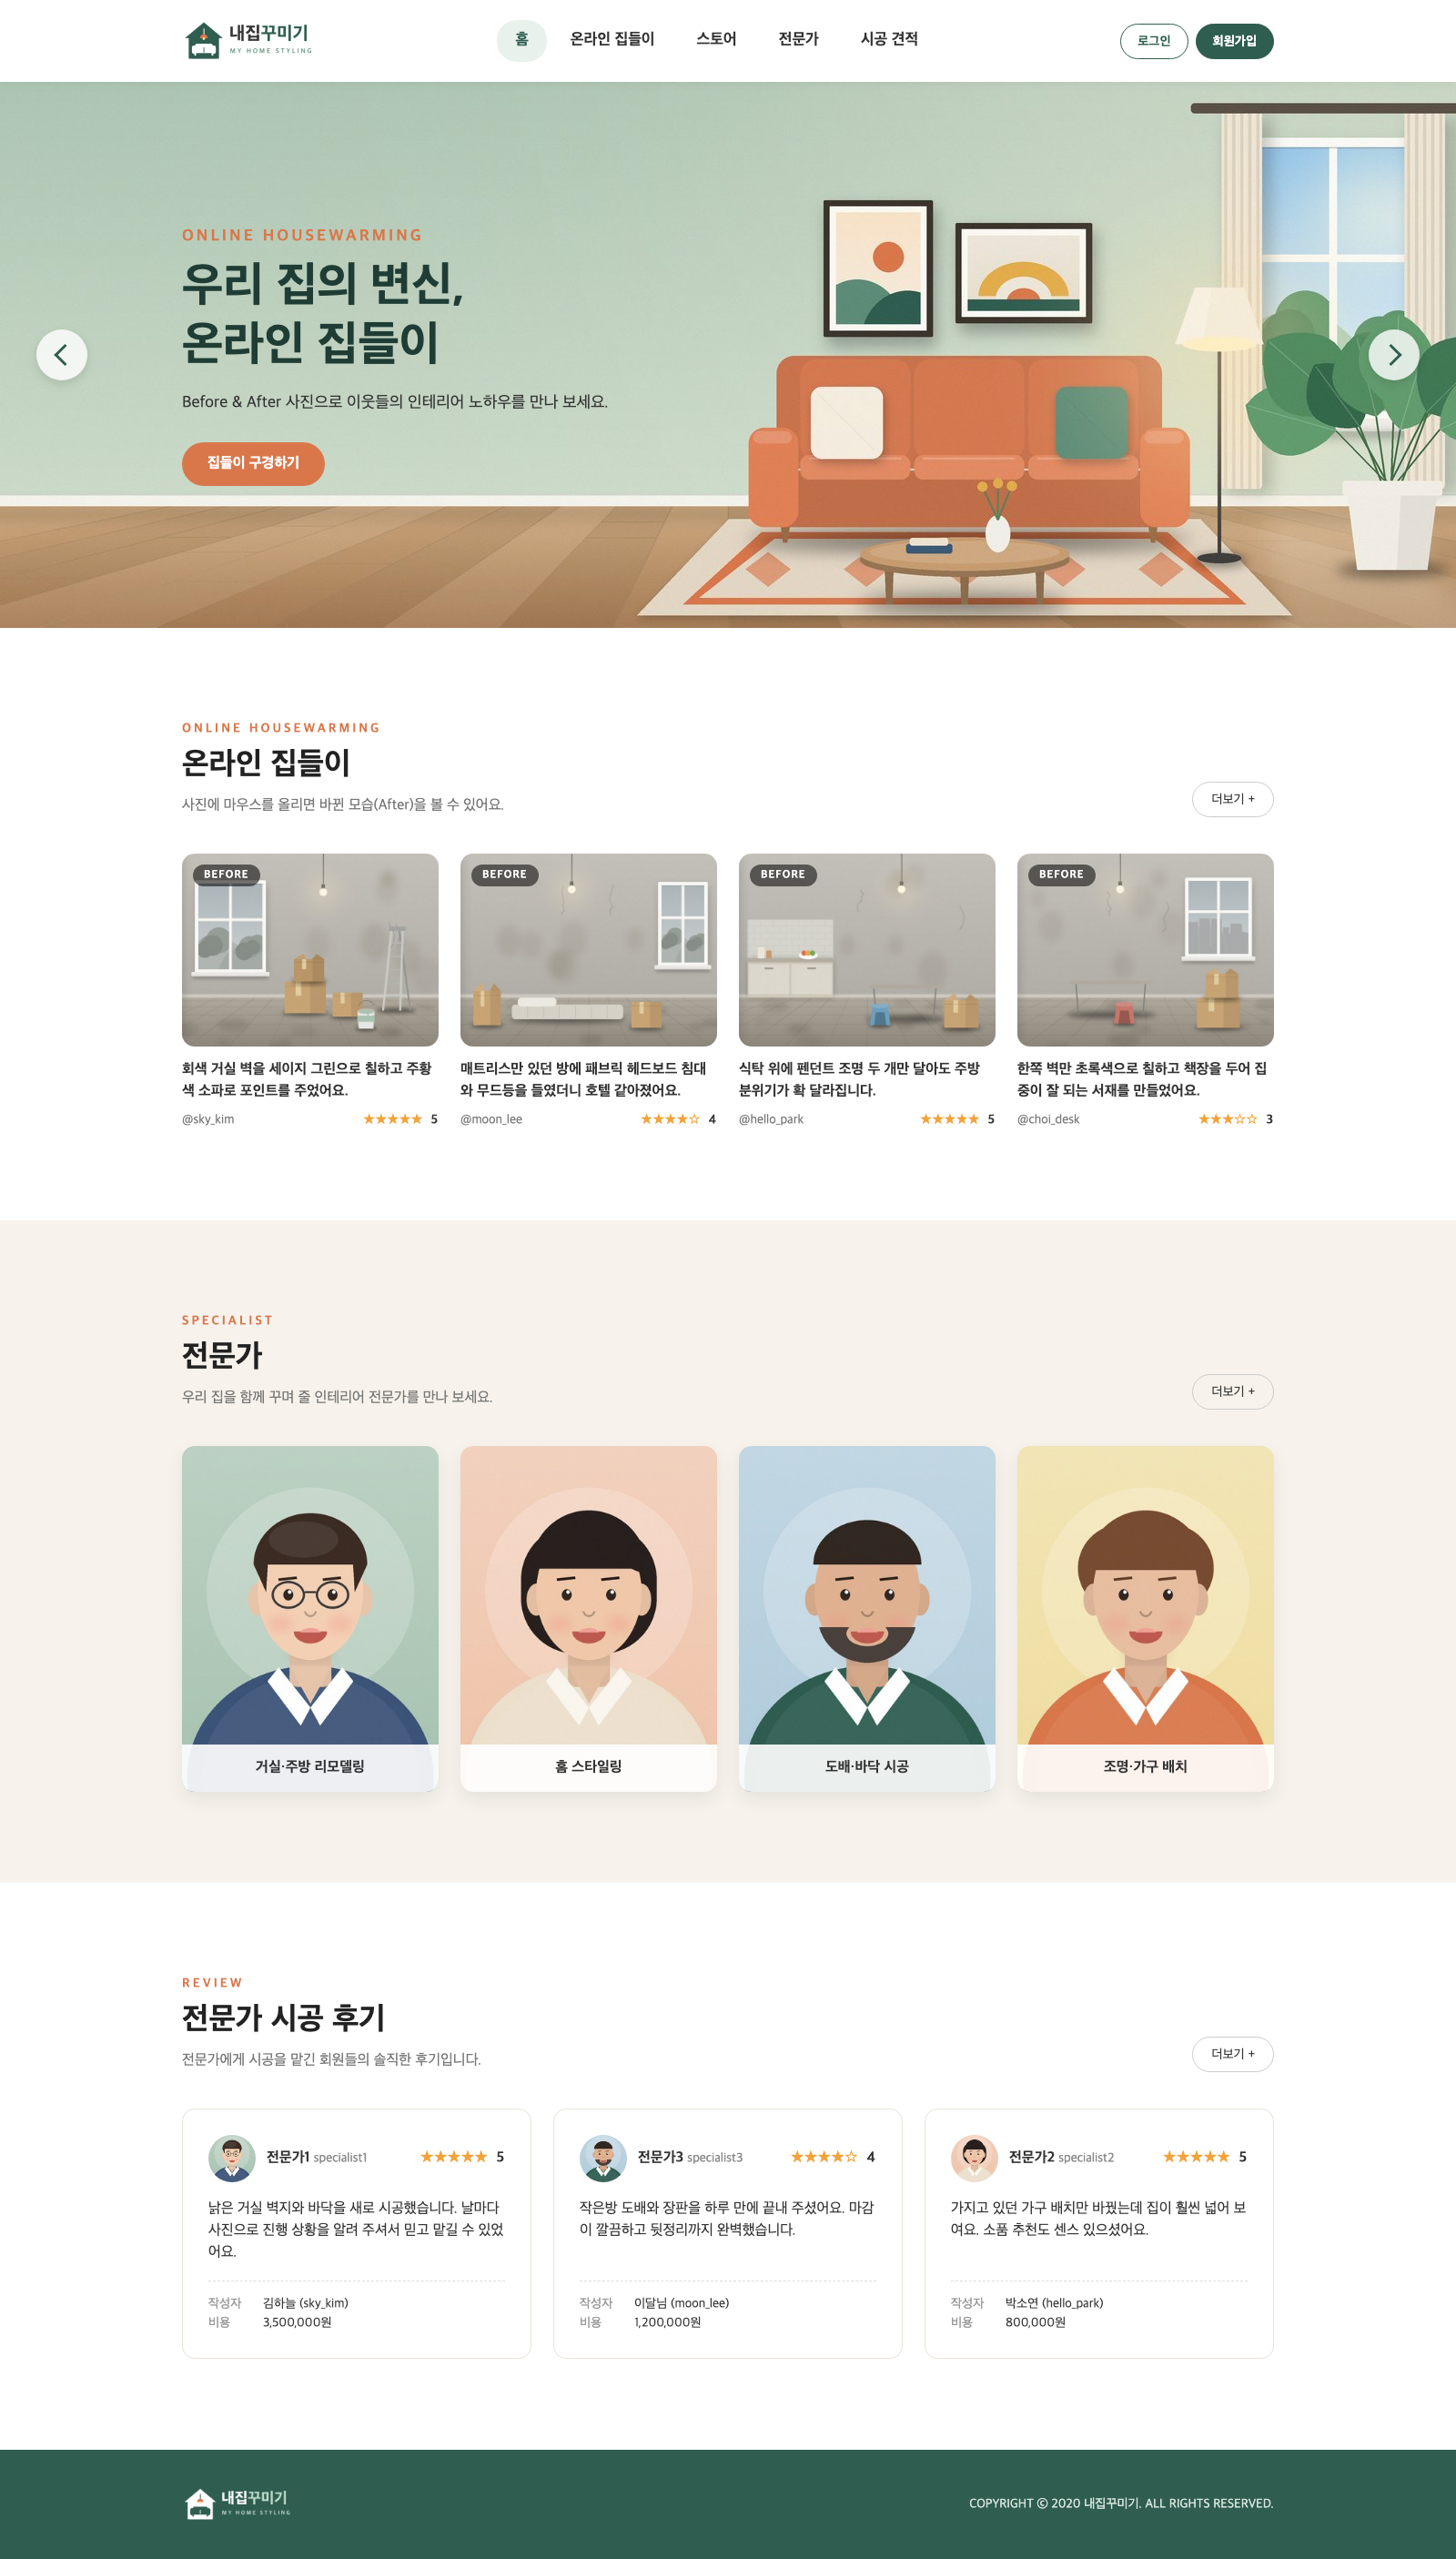 내집꾸미기
MY HOME STYLING
홈
온라인 집들이
스토어
전문가
시공 견적
로그인
회원가입
ONLINE HOUSEWARMING
우리 집의 변신,
온라인 집들이
Before & After 사진으로 이웃들의 인테리어 노하우를 만나 보세요.
집들이 구경하기
ONLINE HOUSEWARMING
온라인 집들이
사진에 마우스를 올리면 바뀐 모습(After)을 볼 수 있어요.
더보기 +
BEFORE
회색 거실 벽을 세이지 그린으로 칠하고 주황
색 소파로 포인트를 주었어요.
@sky_kim
★★★★★ 5
BEFORE
매트리스만 있던 방에 패브릭 헤드보드 침대
와 무드등을 들였더니 호텔 같아졌어요.
@moon_lee
★★★★☆ 4
BEFORE
식탁 위에 펜던트 조명 두 개만 달아도 주방
분위기가 확 달라집니다.
@hello_park
★★★★★ 5
BEFORE
한쪽 벽만 초록색으로 칠하고 책장을 두어 집
중이 잘 되는 서재를 만들었어요.
@choi_desk
★★★☆☆ 3
SPECIALIST
전문가
우리 집을 함께 꾸며 줄 인테리어 전문가를 만나 보세요.
더보기 +
거실·주방 리모델링
홈 스타일링
도배·바닥 시공
조명·가구 배치
REVIEW
전문가 시공 후기
전문가에게 시공을 맡긴 회원들의 솔직한 후기입니다.
더보기 +
전문가1 specialist1
★★★★★ 5
낡은 거실 벽지와 바닥을 새로 시공했습니다. 날마다
사진으로 진행 상황을 알려 주셔서 믿고 맡길 수 있었
어요.
작성자 김하늘 (sky_kim)
비용 3,500,000원
전문가3 specialist3
★★★★☆ 4
작은방 도배와 장판을 하루 만에 끝내 주셨어요. 마감
이 깔끔하고 뒷정리까지 완벽했습니다.
작성자 이달님 (moon_lee)
비용 1,200,000원
전문가2 specialist2
★★★★★ 5
가지고 있던 가구 배치만 바꿨는데 집이 훨씬 넓어 보
여요. 소품 추천도 센스 있으셨어요.
작성자 박소연 (hello_park)
비용 800,000원
내집꾸미기
MY HOME STYLING
COPYRIGHT © 2020 내집꾸미기. ALL RIGHTS RESERVED.